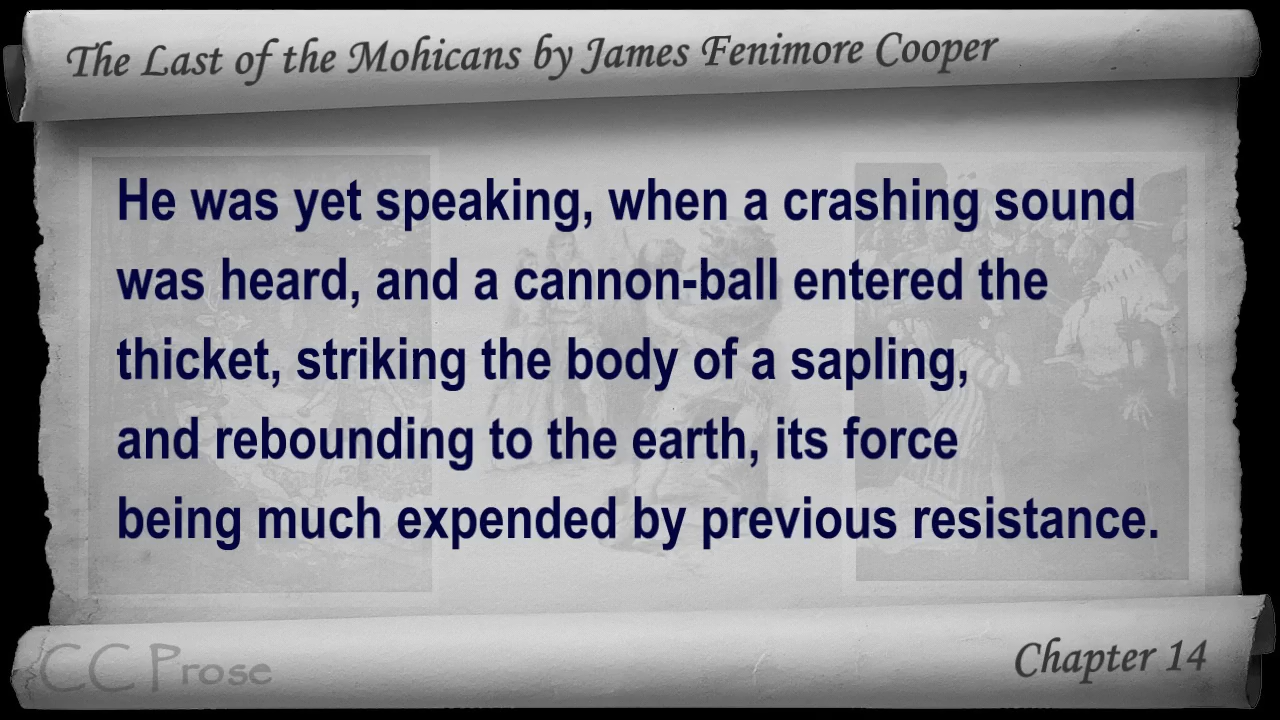 The Last of the Mohicans by James Fenimore Cooper
He was yet speaking, when a crashing sound
was heard, and a cannon-ball entered the
thicket, striking the body of a sapling,
and rebounding to the earth, its force
being much expended by previous resistance.
CC Prose
Chapter 14